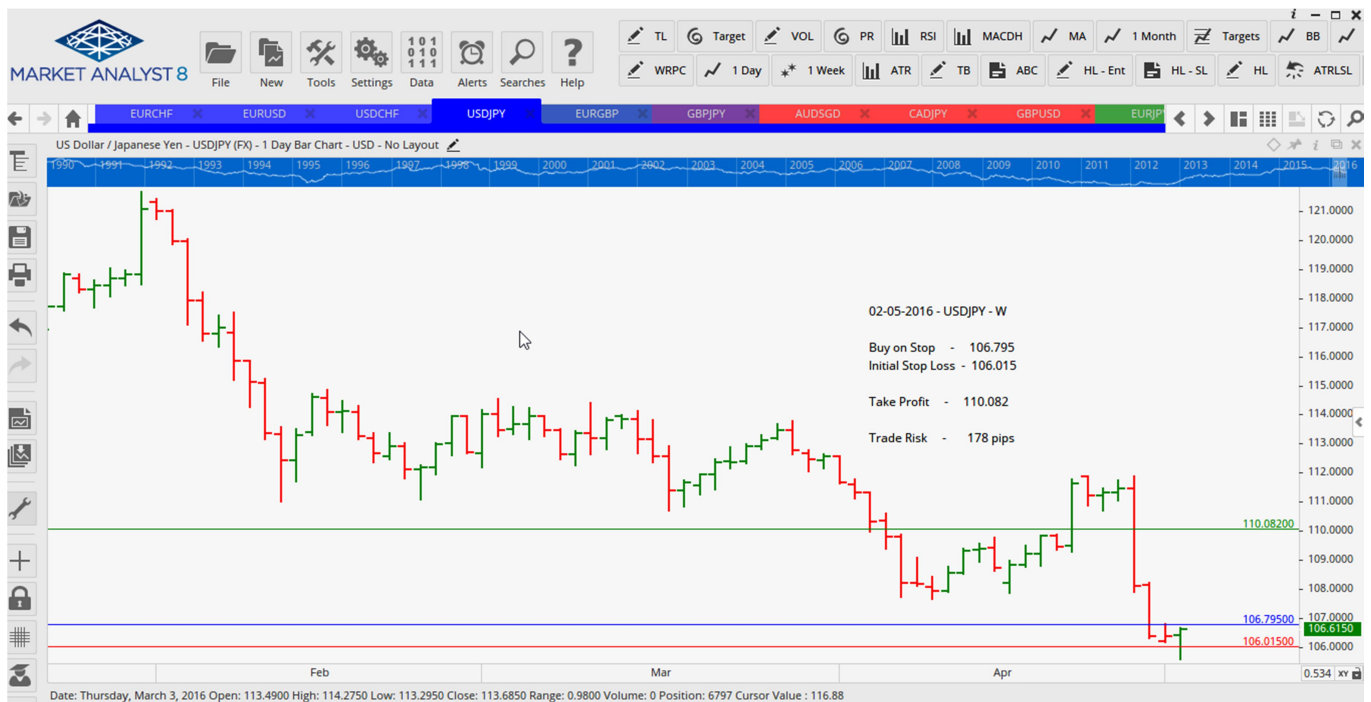 i
MARKET ANALYST 8
File New Tools Settings Data Alerts Searches Help
101
010
111
TL Target VOL PR RSI MACDH MA 1 Month Targets BB
WRPC 1 Day 1 Week ATR TB ABC HL - Ent HL - SL HL ATRLSL
EURCHF EURUSD USDCHF USDJPY EURGBP GBPJPY AUDSGD CADJPY GBPUSD EURJP
US Dollar / Japanese Yen - USDJPY (FX) - 1 Day Bar Chart - USD - No Layout
1990 1991 1992 1993 1994 1995 1996 1997 1998 1999 2000 2001 2002 2003 2004 2005 2006 2007 2008 2009 2010 2011 2012 2013 2014 2015 2016
121.0000
120.0000
119.0000
118.0000
117.0000
116.0000
115.0000
114.0000
113.0000
112.0000
111.0000
110.0000
109.0000
108.0000
107.0000
106.6150
106.0000
02-05-2016 - USDJPY - W
Buy on Stop - 106.795
Initial Stop Loss - 106.015
Take Profit - 110.082
Trade Risk - 178 pips
110.08200
106.79500
106.01500
Feb Mar Apr
0.534 XY
Date: Thursday, March 3, 2016 Open: 113.4900 High: 114.2750 Low: 113.2950 Close: 113.6850 Range: 0.9800 Volume: 0 Position: 6797 Cursor Value : 116.88